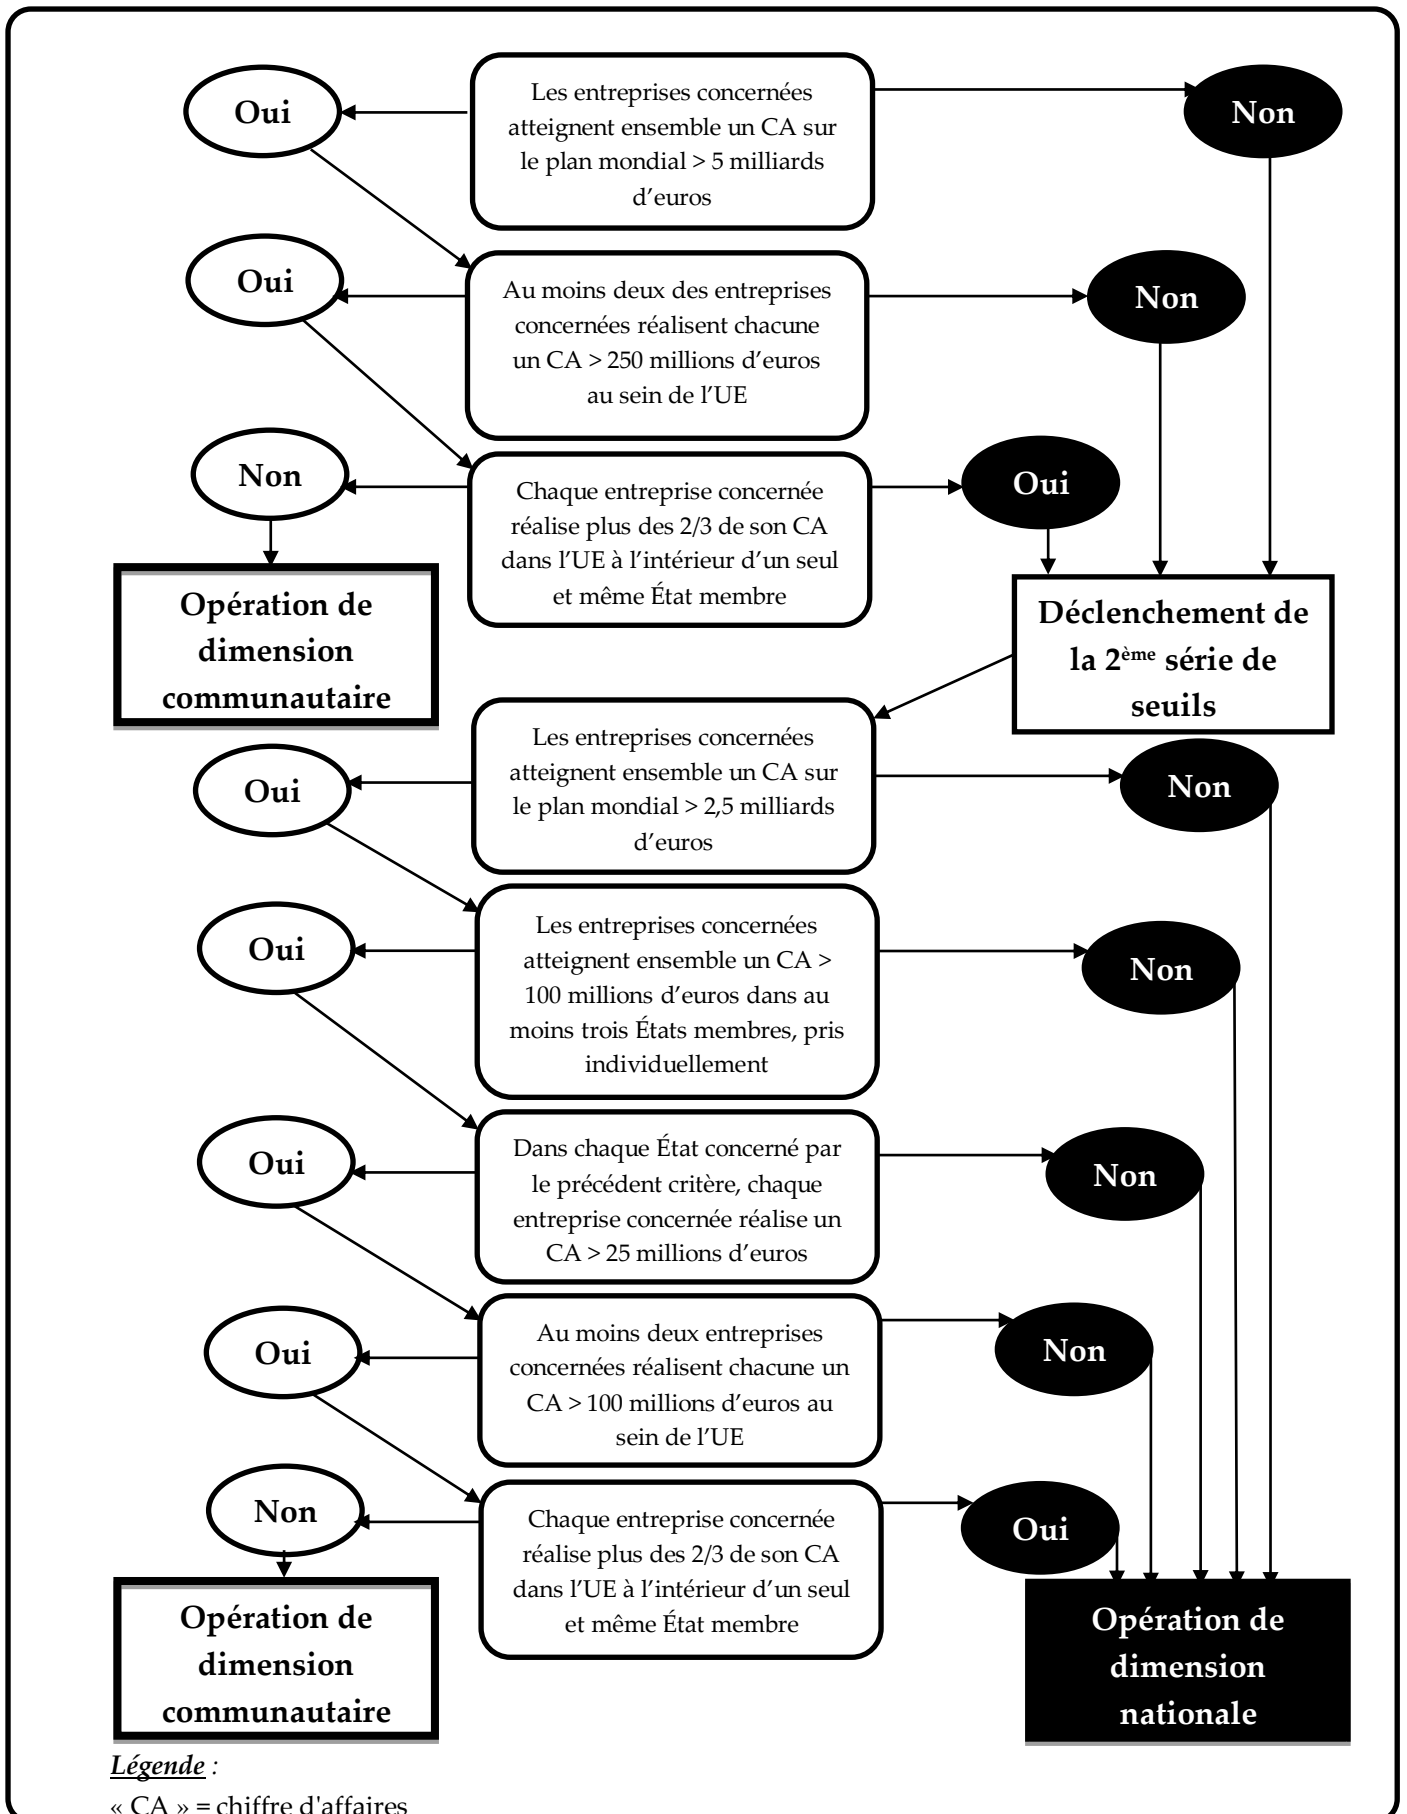 Les entreprises concernées
atteignent ensemble un CA sur
le plan mondial > 5 milliards
d’euros
Oui
Non
Au moins deux des entreprises
concernées réalisent chacune
un CA > 250 millions d’euros
au sein de l’UE
Oui
Non
Chaque entreprise concernée
réalise plus des 2/3 de son CA
dans l’UE à l’intérieur d’un seul
et même État membre
Non
Oui
Opération de
dimension
communautaire
Déclenchement de
la 2ème série de
seuils
Les entreprises concernées
atteignent ensemble un CA sur
le plan mondial > 2,5 milliards
d’euros
Oui
Non
Les entreprises concernées
atteignent ensemble un CA >
100 millions d’euros dans au
moins trois États membres, pris
individuellement
Oui
Non
Dans chaque État concerné par
le précédent critère, chaque
entreprise concernée réalise un
CA > 25 millions d’euros
Oui
Non
Au moins deux entreprises
concernées réalisent chacune un
CA > 100 millions d’euros au
sein de l’UE
Oui
Non
Chaque entreprise concernée
réalise plus des 2/3 de son CA
dans l’UE à l’intérieur d’un seul
et même État membre
Non
Oui
Opération de
dimension
communautaire
Opération de
dimension
nationale
Légende :
« CA » = chiffre d'affaires